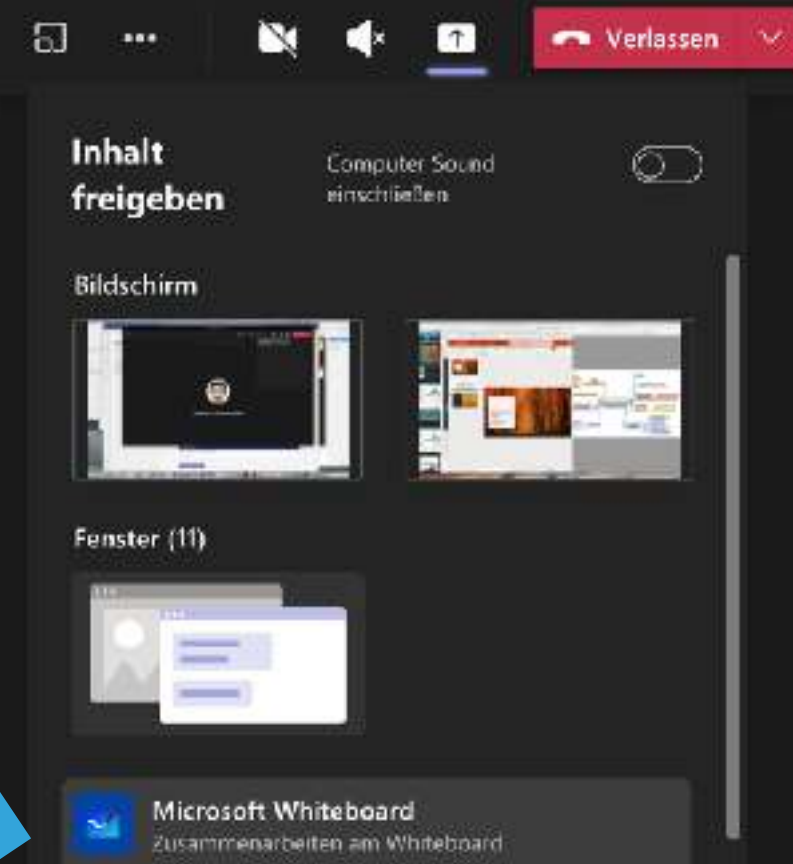 Verlassen
Inhalt
freigeben
Computer Sound
einschließen
Bildschirm
Fenster (11)
Microsoft Whiteboard
Zusammenarbeiten am Whiteboard